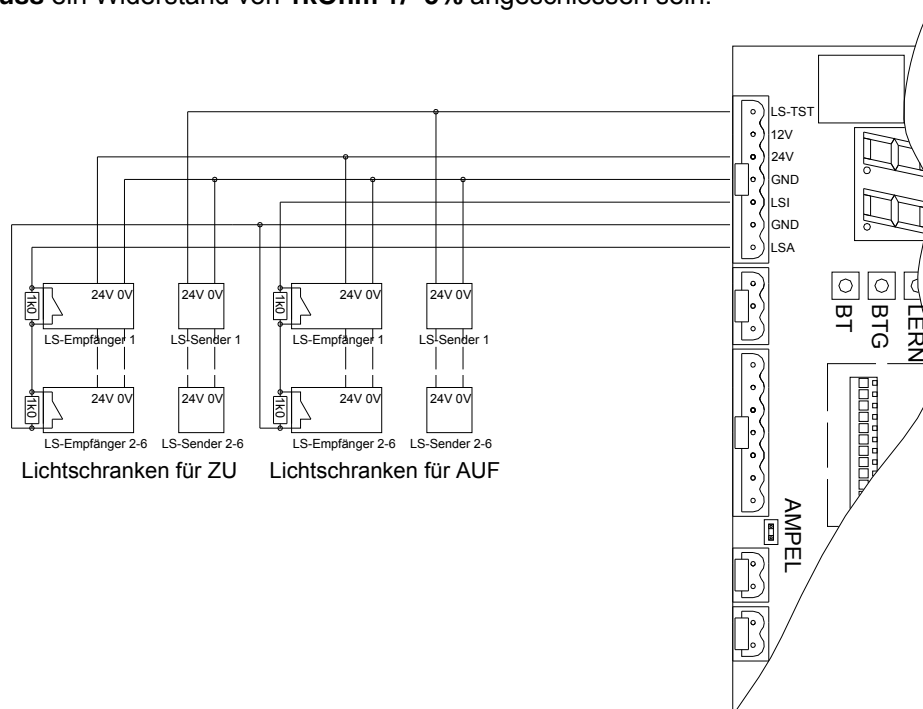 ein Widerstand von 1kOhm angeschlossen sein.
LS-TST
12V
24V
GND
LSI
GND
LSA
1k0
24V 0V
24V 0V
1k0
24V 0V
24V 0V
LS-Empfänger 1
LS-Sender 1
LS-Empfänger 1
LS-Sender 1
1k0
24V 0V
24V 0V
1k0
24V 0V
24V 0V
LS-Empfänger 2-6
LS-Sender 2-6
LS-Empfänger 2-6
LS-Sender 2-6
Lichtschranken für ZU
Lichtschranken für AUF
BT
BTG
LERN
AMPEL